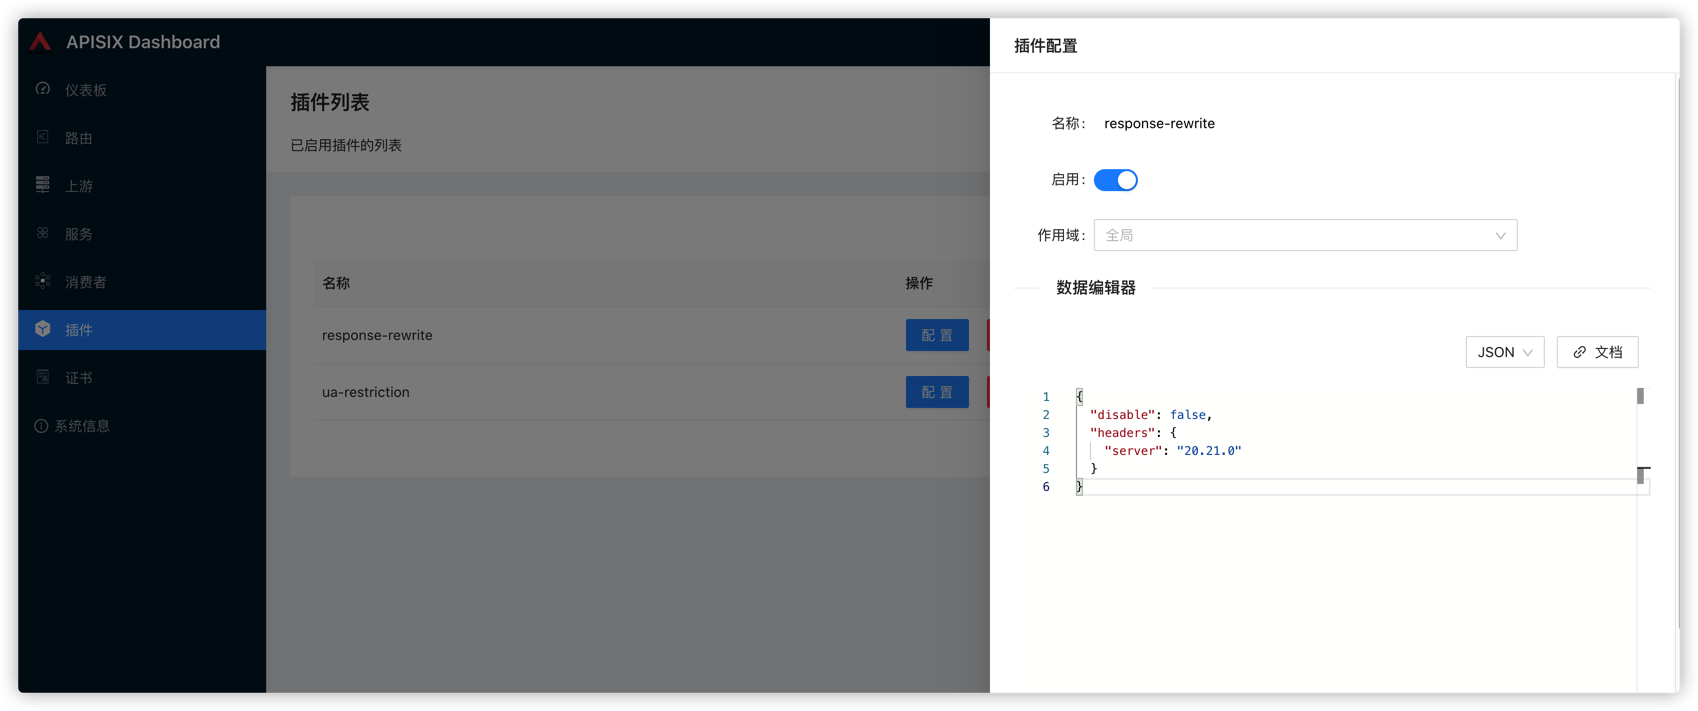 APISIX Dashboard
仪表板
路由
上游
服务
消费者
插件
证书
系统信息
插件列表
已启用插件的列表
名称 操作
response-rewrite 配 置
ua-restriction 配 置
插件配置
名称: response-rewrite
启用:
作用域: 全局
数据编辑器
JSON 文档
1 {
2 "disable": false,
3 "headers": {
4 "server": "20.21.0"
5 }
6 }